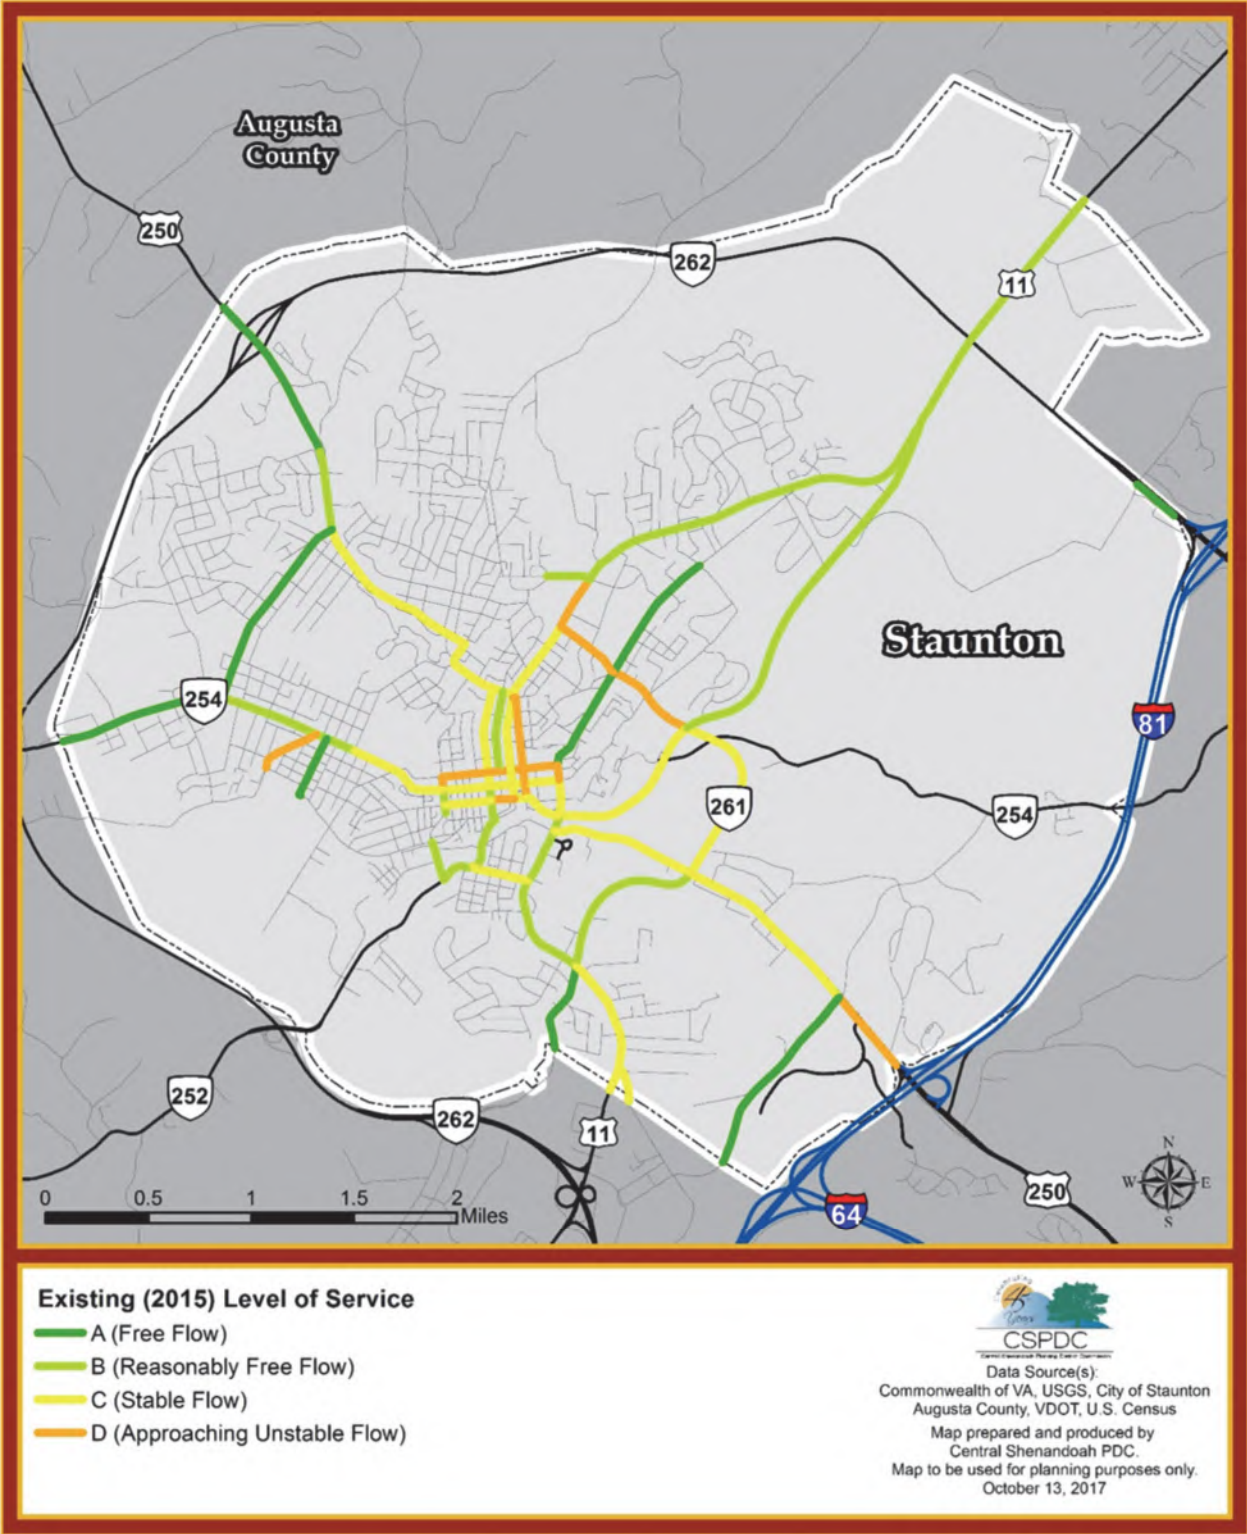 Augusta
County
250
262
11
Staunton
254
81
261
254
252
262
11
N
W E
S
250
64
0 0.5 1 1.5 2
Miles
Existing (2015) Level of Service
A (Free Flow)
B (Reasonably Free Flow)
C (Stable Flow)
D (Approaching Unstable Flow)
45
Years
CSPDC
Data Source(s):
Commonwealth of VA, USGS, City of Staunton
Augusta County, VDOT, U.S. Census
Map prepared and produced by
Central Shenandoah PDC.
Map to be used for planning purposes only.
October 13, 2017